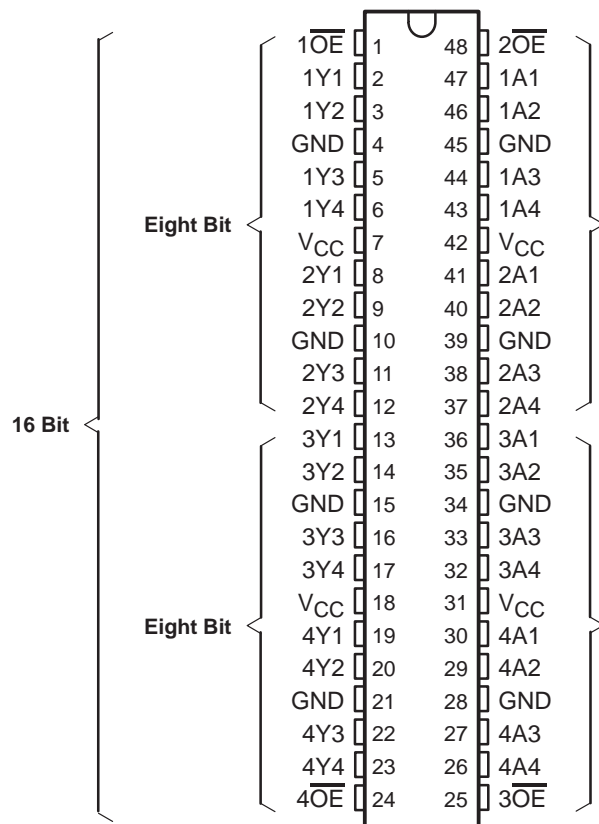 1O̅E̅ 1 48 2O̅E̅
1Y1 2 47 1A1
1Y2 3 46 1A2
GND 4 45 GND
1Y3 5 44 1A3
1Y4 6 43 1A4
Eight Bit
VCC 7 42 VCC
2Y1 8 41 2A1
2Y2 9 40 2A2
GND 10 39 GND
2Y3 11 38 2A3
2Y4 12 37 2A4
16 Bit
3Y1 13 36 3A1
3Y2 14 35 3A2
GND 15 34 GND
3Y3 16 33 3A3
3Y4 17 32 3A4
VCC 18 31 VCC
Eight Bit
4Y1 19 30 4A1
4Y2 20 29 4A2
GND 21 28 GND
4Y3 22 27 4A3
4Y4 23 26 4A4
4O̅E̅ 24 25 3O̅E̅